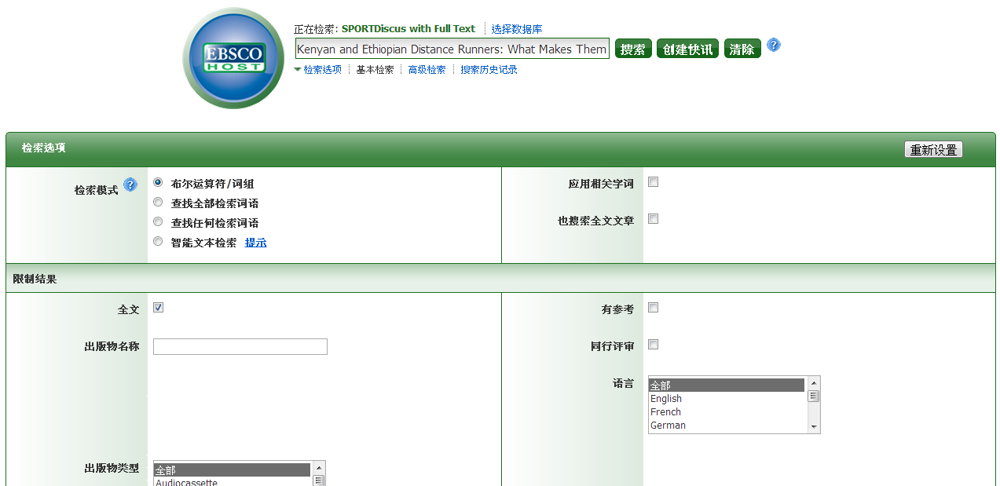 EBSCO
HOST
正在检索: SPORTDiscus with Full Text 选择数据库
Kenyan and Ethiopian Distance Runners: What Makes Them 搜索 创建快讯 清除 ?
检索选项 基本检索 高级检索 搜索历史记录
检索选项 重新设置
检索模式 ? 布尔运算符/词组 应用相关字词
查找全部检索词语
查找任何检索词语 也搜索全文文章
智能文本检索 提示
限制结果
全文 有参考
出版物名称 同行评审
语言 全部
English
French
German
出版物类型 全部
Audiocassette